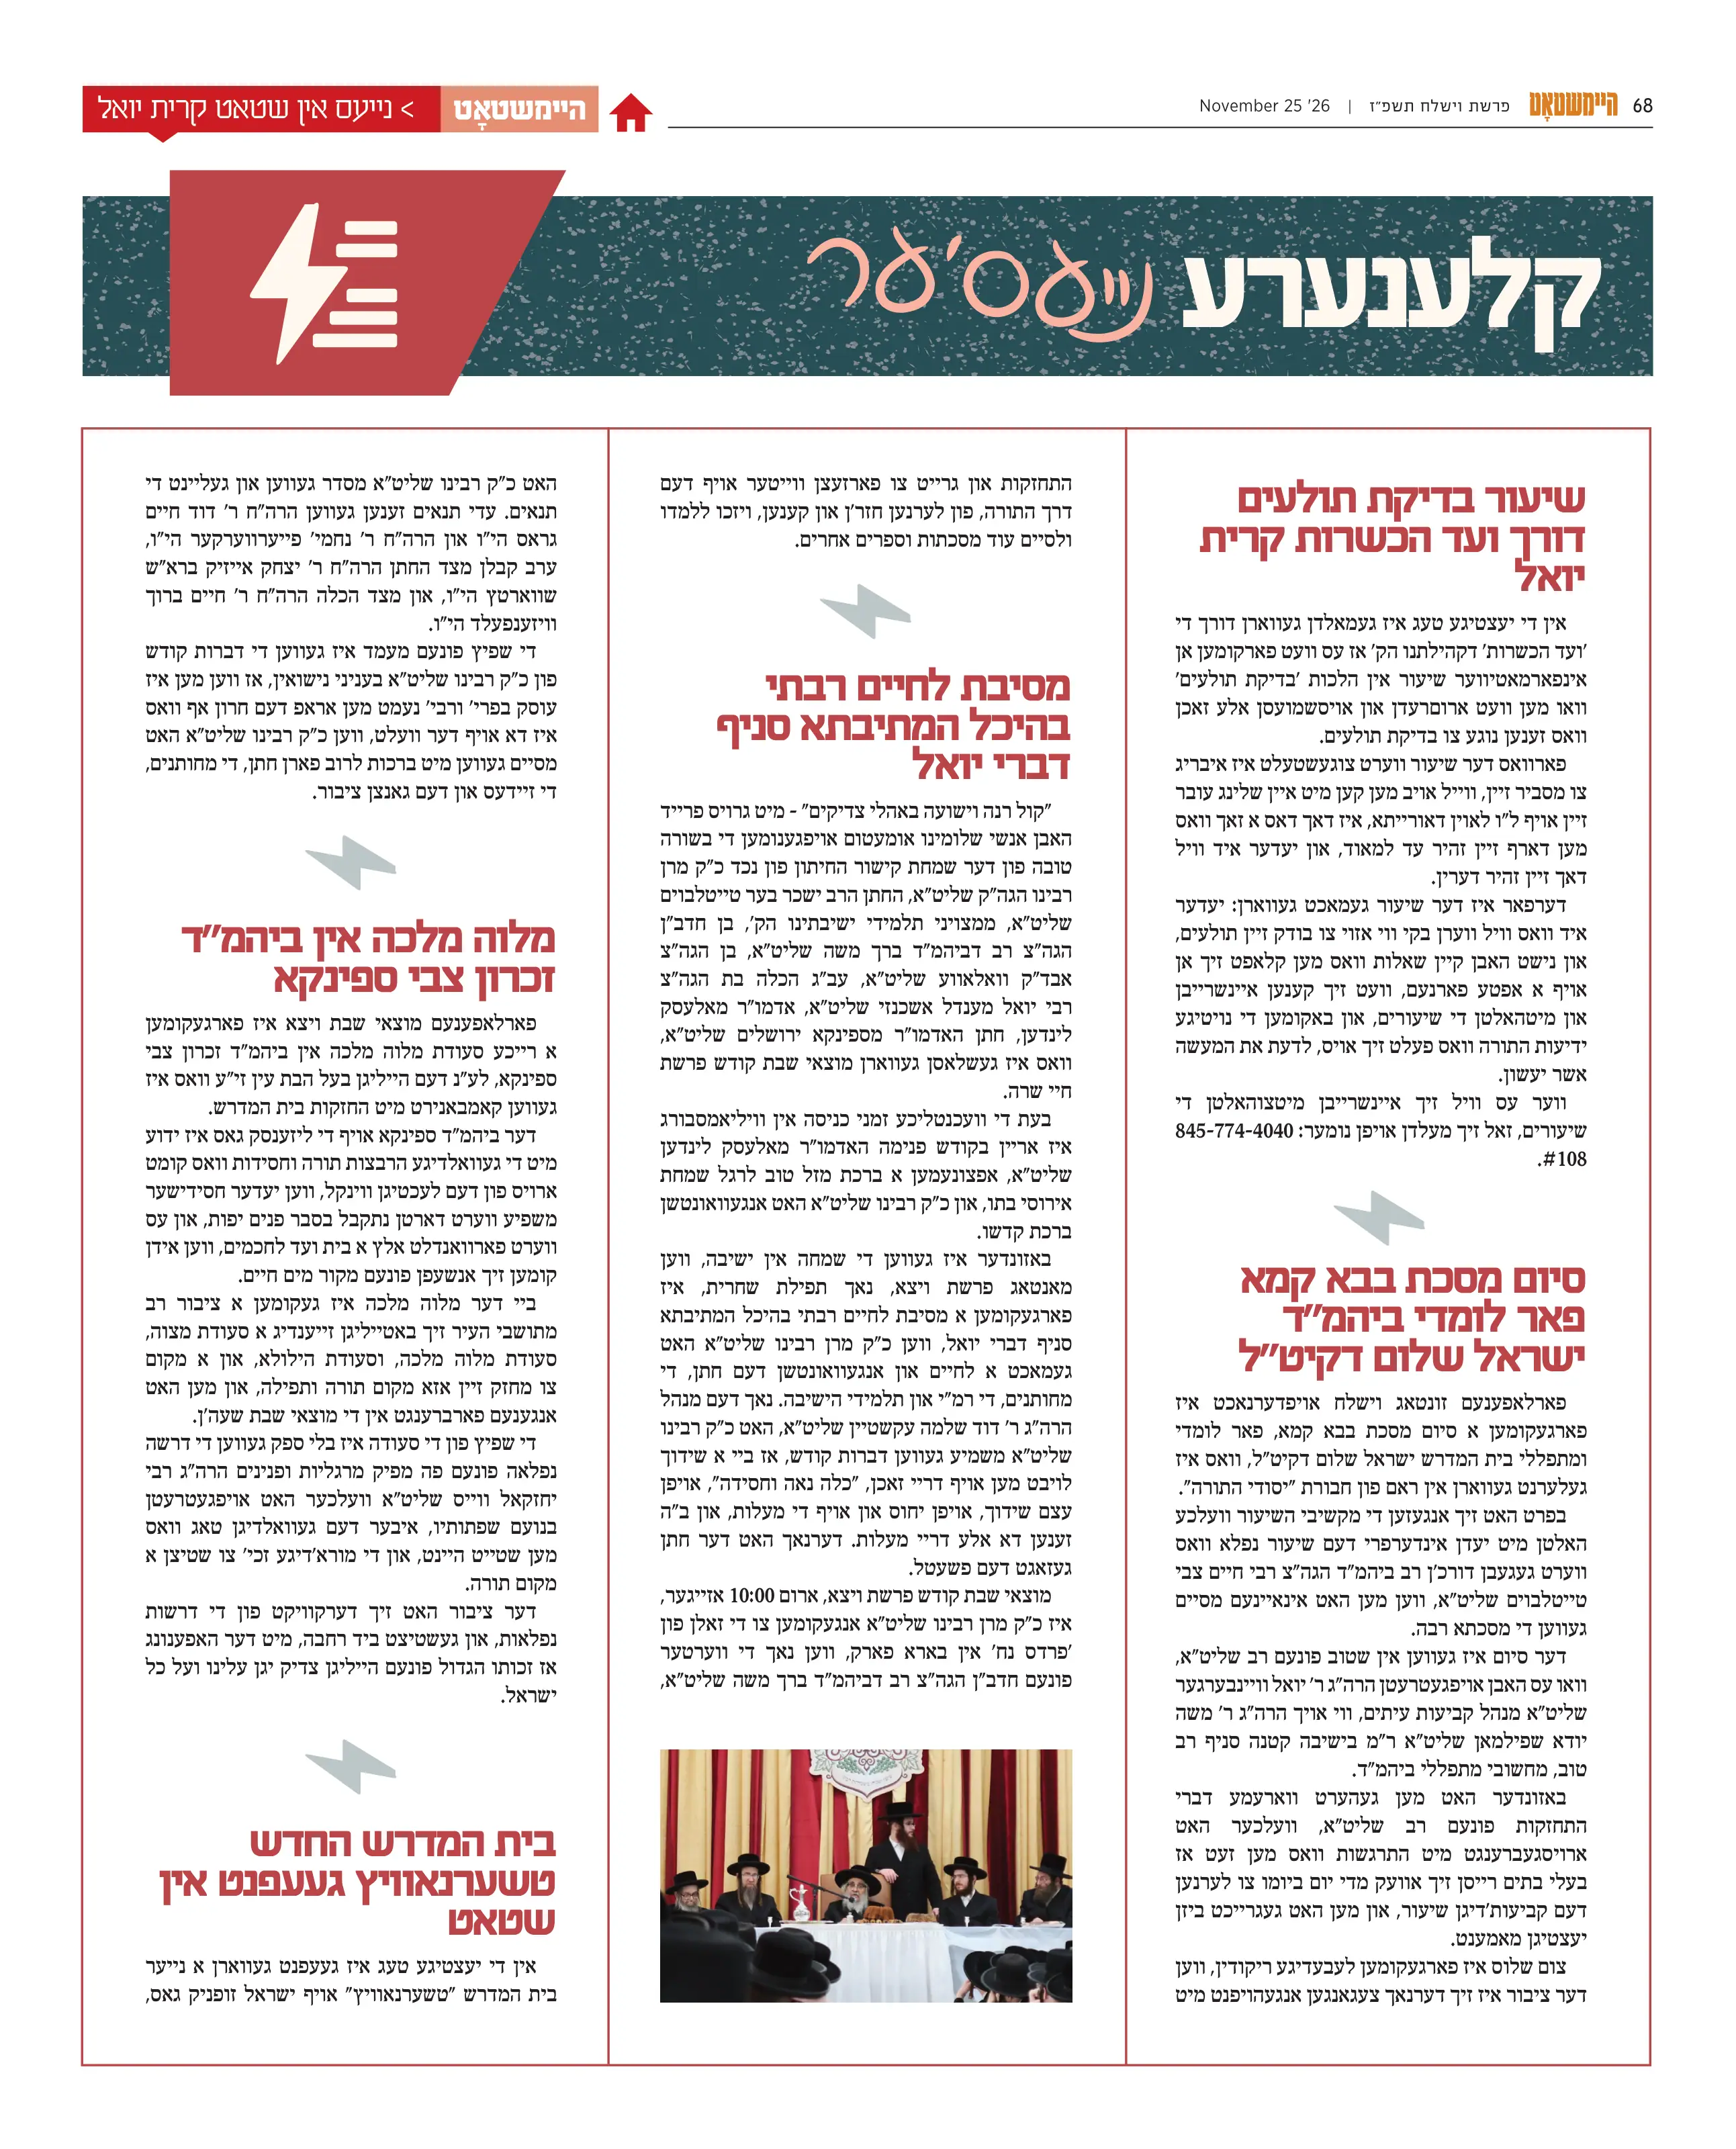 68 היימשטאָט פרשת וישלח תשפ״ז | November 25 '26
היימשטאָט > נייעס אין שטאט קרית יואל
קלענערע נייעס'ער
שיעור בדיקת תולעים
דורך ועד הכשרות קרית
יואל
אין די יעצטיגע טעג איז געמאלדן געווארן דורך די
'ועד הכשרות' דקהילתנו הק' אז עס וועט פארקומען אן
אינפארמאטיווער שיעור אין הלכות 'בדיקת תולעים'
וואו מען וועט ארומרעדן און אויסשמועסן אלע זאכן
וואס זענען נוגע צו בדיקת תולעים.
פארוואס דער שיעור ווערט צוגעשטעלט איז איבריג
צו מסביר זיין, ווייל אויב מען קען מיט איין שלינג עובר
זיין אויף ל"ו לאוין דאורייתא, איז דאך דאס א זאך וואס
מען דארף זיין זהיר עד למאוד, און יעדער איד וויל
דאך זיין זהיר דערין.
דערפאר איז דער שיעור געמאכט געווארן: יעדער
איד וואס וויל ווערן בקי ווי אזוי צו בודק זיין תולעים,
און נישט האבן קיין שאלות וואס מען קלאפט זיך אן
אויף א אפטע פארנעם, וועט זיך קענען איינשרייבן
און מיטהאלטן די שיעורים, און באקומען די נויטיגע
ידיעות התורה וואס פעלט זיך אויס, לדעת את המעשה
אשר יעשון.
ווער עס וויל זיך איינשרייבן מיטצוהאלטן די
שיעורים, זאל זיך מעלדן אויפן נומער: 845-774-4040
#108.
סיום מסכת בבא קמא
פאר לומדי ביהמ"ד
ישראל שלום דקיט"ל
פארלאפענעם זונטאג וישלח אויפדערנאכט איז
פארגעקומען א סיום מסכת בבא קמא, פאר לומדי
ומתפללי בית המדרש ישראל שלום דקיט"ל, וואס איז
געלערנט געווארן אין ראם פון חבורת "יסודי התורה".
בפרט האט זיך אנגעזען די מקשיבי השיעור וועלכע
האלטן מיט יעדן אינדערפרי דעם שיעור נפלא וואס
ווערט געגעבן דורכ'ן רב ביהמ"ד הגה"צ רבי חיים צבי
טייטלבוים שליט"א, ווען מען האט אינאיינעם מסיים
געווען די מסכתא רבה.
דער סיום איז געווען אין שטוב פונעם רב שליט"א,
וואו עס האבן אויפגעטרעטן הרה"ג ר' יואל ווינבערגער
שליט"א מנהל קביעות עיתים, ווי אויך הרה"ג ר' משה
יודא שפילמאן שליט"א ר"מ בישיבה קטנה סניף רב
טוב, מחשובי מתפללי ביהמ"ד.
באזונדער האט מען געהערט ווארעמע דברי
התחזקות פונעם רב שליט"א, וועלכער האט
ארויסגעברענגט מיט התרגשות וואס מען זעט אז
בעלי בתים רייסן זיך אוועק מדי יום ביומו צו לערנען
דעם קביעות'דיגן שיעור, און מען האט געגרייכט ביזן
יעצטיגן מאמענט.
צום שלוס איז פארגעקומען לעבעדיגע ריקודין, ווען
דער ציבור איז זיך דערנאך צעגאנגען אנגעהויפנט מיט
התחזקות און גרייט צו פארזעצן ווייטער אויף דעם
דרך התורה, פון לערנען חזר'ן און קענען, ויזכו ללמדו
ולסיים עוד מסכתות וספרים אחרים.
מסיבת לחיים רבתי
בהיכל המתיבתא סניף
דברי יואל
"קול רנה וישועה באהלי צדיקים" - מיט גרויס פרייד
האבן אנשי שלומינו אומעטום אויפגענומען די בשורה
טובה פון דער שמחת קישור החיתון פון נכד כ"ק מרן
רבינו הגה"ק שליט"א, החתן הרב ישכר בער טייטלבוים
שליט"א, ממצויני תלמידי ישיבתינו הק', בן חדב"ן
הגה"צ רב דביהמ"ד ברך משה שליט"א, בן הגה"צ
אבד"ק וואלאווע שליט"א, עב"ג הכלה בת הגה"צ
רבי יואל מענדל אשכנזי שליט"א, אדמו"ר מאלעסק
לינדען, חתן האדמו"ר מספינקא ירושלים שליט"א,
וואס איז געשלאסן געווארן מוצאי שבת קודש פרשת
חיי שרה.
בעת די וועכנטליכע זמני כניסה אין וויליאמסבורג
איז אריין בקודש פנימה האדמו"ר מאלעסק לינדען
שליט"א, אפצונעמען א ברכת מזל טוב לרגל שמחת
אירוסי בתו, און כ"ק רבינו שליט"א האט אנגעוואונטשן
ברכת קדשו.
באזונדער איז געווען די שמחה אין ישיבה, ווען
מאנטאג פרשת ויצא, נאך תפילת שחרית, איז
פארגעקומען א מסיבת לחיים רבתי בהיכל המתיבתא
סניף דברי יואל, ווען כ"ק מרן רבינו שליט"א האט
געמאכט א לחיים און אנגעוואונטשן דעם חתן, די
מחותנים, די רמ"י און תלמידי הישיבה. נאך דעם מנהל
הרה"ג ר' דוד שלמה עקשטיין שליט"א, האט כ"ק רבינו
שליט"א משמיע געווען דברות קודש, אז ביי א שידוך
לויבט מען אויף דריי זאכן, "כלה נאה וחסידה", אויפן
עצם שידוך, אויפן יחוס און אויף די מעלות, און ב"ה
זענען דא אלע דריי מעלות. דערנאך האט דער חתן
געזאגט דעם פשעטל.
מוצאי שבת קודש פרשת ויצא, ארום 10:00 אזייגער,
איז כ"ק מרן רבינו שליט"א אנגעקומען צו די זאלן פון
'פרדס נח' אין בארא פארק, ווען נאך די ווערטער
פונעם חדב"ן הגה"צ רב דביהמ"ד ברך משה שליט"א,
האט כ"ק רבינו שליט"א מסדר געווען און געליינט די
תנאים. עדי תנאים זענען געווען הרה"ח ר' דוד חיים
גראס הי"ו און הרה"ח ר' נחמי' פייערווערקער הי"ו,
ערב קבלן מצד החתן הרה"ח ר' יצחק אייזיק ברא"ש
שווארטץ הי"ו, און מצד הכלה הרה"ח ר' חיים ברוך
וויזענפעלד הי"ו.
די שפיץ פונעם מעמד איז געווען די דברות קודש
פון כ"ק רבינו שליט"א בעניני נישואין, אז ווען מען איז
עוסק בפרי' ורבי' נעמט מען אראפ דעם חרון אף וואס
איז דא אויף דער וועלט, ווען כ"ק רבינו שליט"א האט
מסיים געווען מיט ברכות לרוב פארן חתן, די מחותנים,
די זיידעס און דעם גאנצן ציבור.
מלוה מלכה אין ביהמ"ד
זכרון צבי ספינקא
פארלאפענעם מוצאי שבת ויצא איז פארגעקומען
א רייכע סעודת מלוה מלכה אין ביהמ"ד זכרון צבי
ספינקא, לע"נ דעם הייליגן בעל הבת עין זי"ע וואס איז
געווען קאמבאנירט מיט החזקות בית המדרש.
דער ביהמ"ד ספינקא אויף די ליזענסק גאס איז ידוע
מיט די געוואלדיגע הרבצות תורה וחסידות וואס קומט
ארויס פון דעם לעכטיגן ווינקל, ווען יעדער חסידישער
משפיע ווערט דארטן נתקבל בסבר פנים יפות, און עס
ווערט פארוואנדלט אלץ א בית ועד לחכמים, ווען אידן
קומען זיך אנשעפן פונעם מקור מים חיים.
ביי דער מלוה מלכה איז געקומען א ציבור רב
מתושבי העיר זיך באטייליגן זייענדיג א סעודת מצוה,
סעודת מלוה מלכה, וסעודת הילולא, און א מקום
צו מחזק זיין אזא מקום תורה ותפילה, און מען האט
אנגענעם פארברענגט אין די מוצאי שבת שעה'ן.
די שפיץ פון די סעודה איז בלי ספק געווען די דרשה
נפלאה פונעם פה מפיק מרגליות ופנינים הרה"ג רבי
יחזקאל ווייס שליט"א וועלכער האט אויפגעטרעטן
בנועם שפתותיו, איבער דעם געוואלדיגן טאג וואס
מען שטייט היינט, און די מורא'דיגע זכי' צו שטיצן א
מקום תורה.
דער ציבור האט זיך דערקוויקט פון די דרשות
נפלאות, און געשטיצט ביד רחבה, מיט דער האפענונג
אז זכותו הגדול פונעם הייליגן צדיק יגן עלינו ועל כל
ישראל.
בית המדרש החדש
טשערנאוויץ געעפנט אין
שטאט
אין די יעצטיגע טעג איז געעפנט געווארן א נייער
בית המדרש "טשערנאוויץ" אויף ישראל זופניק גאס,